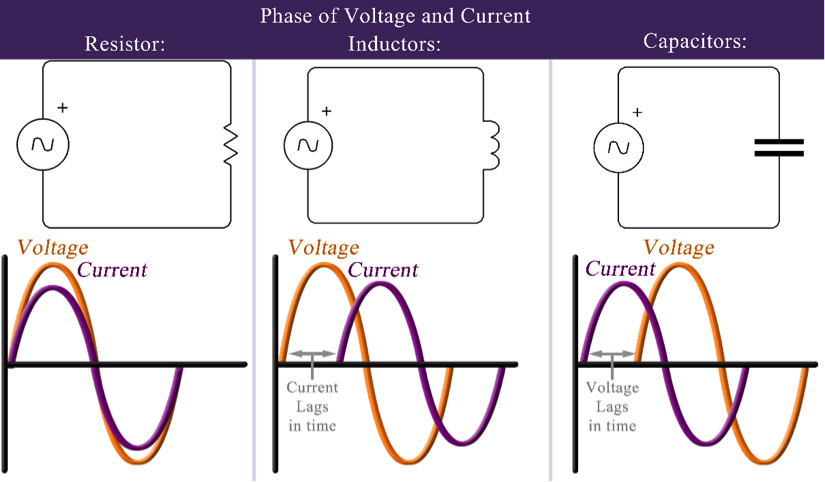 Phase of Voltage and Current
Resistor:
Inductors:
Capacitors:
+
+
+
Voltage
Current
Voltage
Current
Current
Lags
in time
Voltage
Current
Voltage
Lags
in time